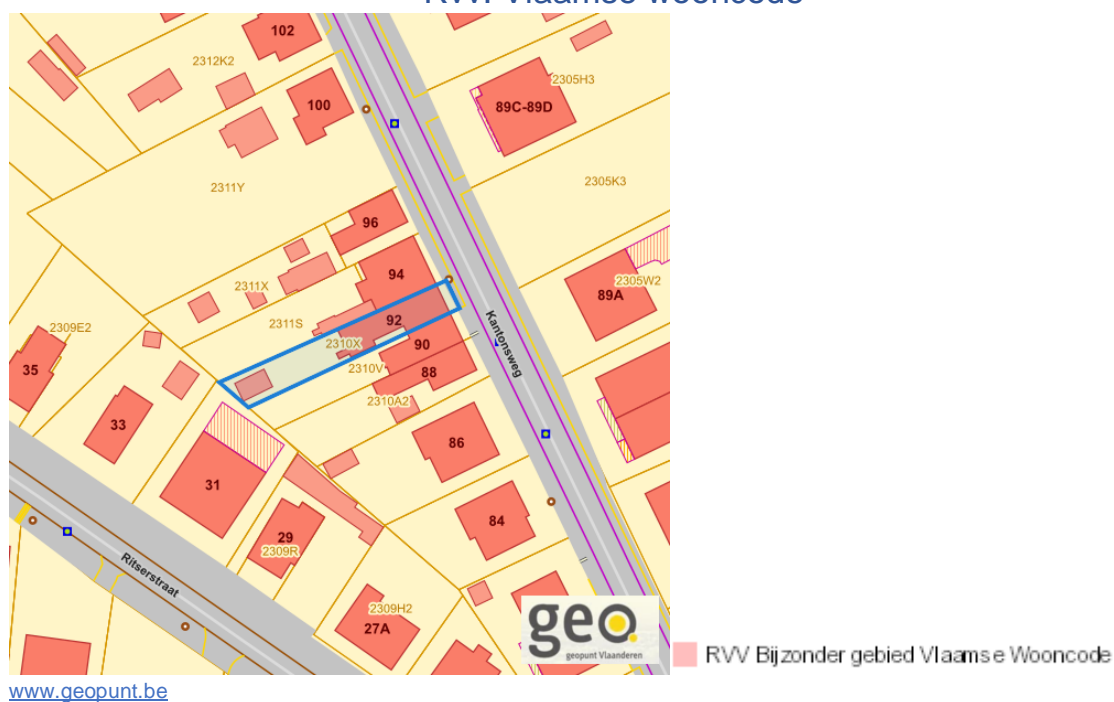 RVV: Vlaamse wooncode
102
2312K2
2305H3
100
89C-89D
2311Y
2305K3
96
94
2311X
2305W2
89A
92
2311S
Kantonsweg
2309E2
2310X
90
35
2310V
88
2310A2
33
86
31
84
29
2309R
Ritserstraat
2309H2
27A
geo
geopunt Vlaanderen
RVV Bijzonder gebied Vlaamse Wooncode
www.geopunt.be